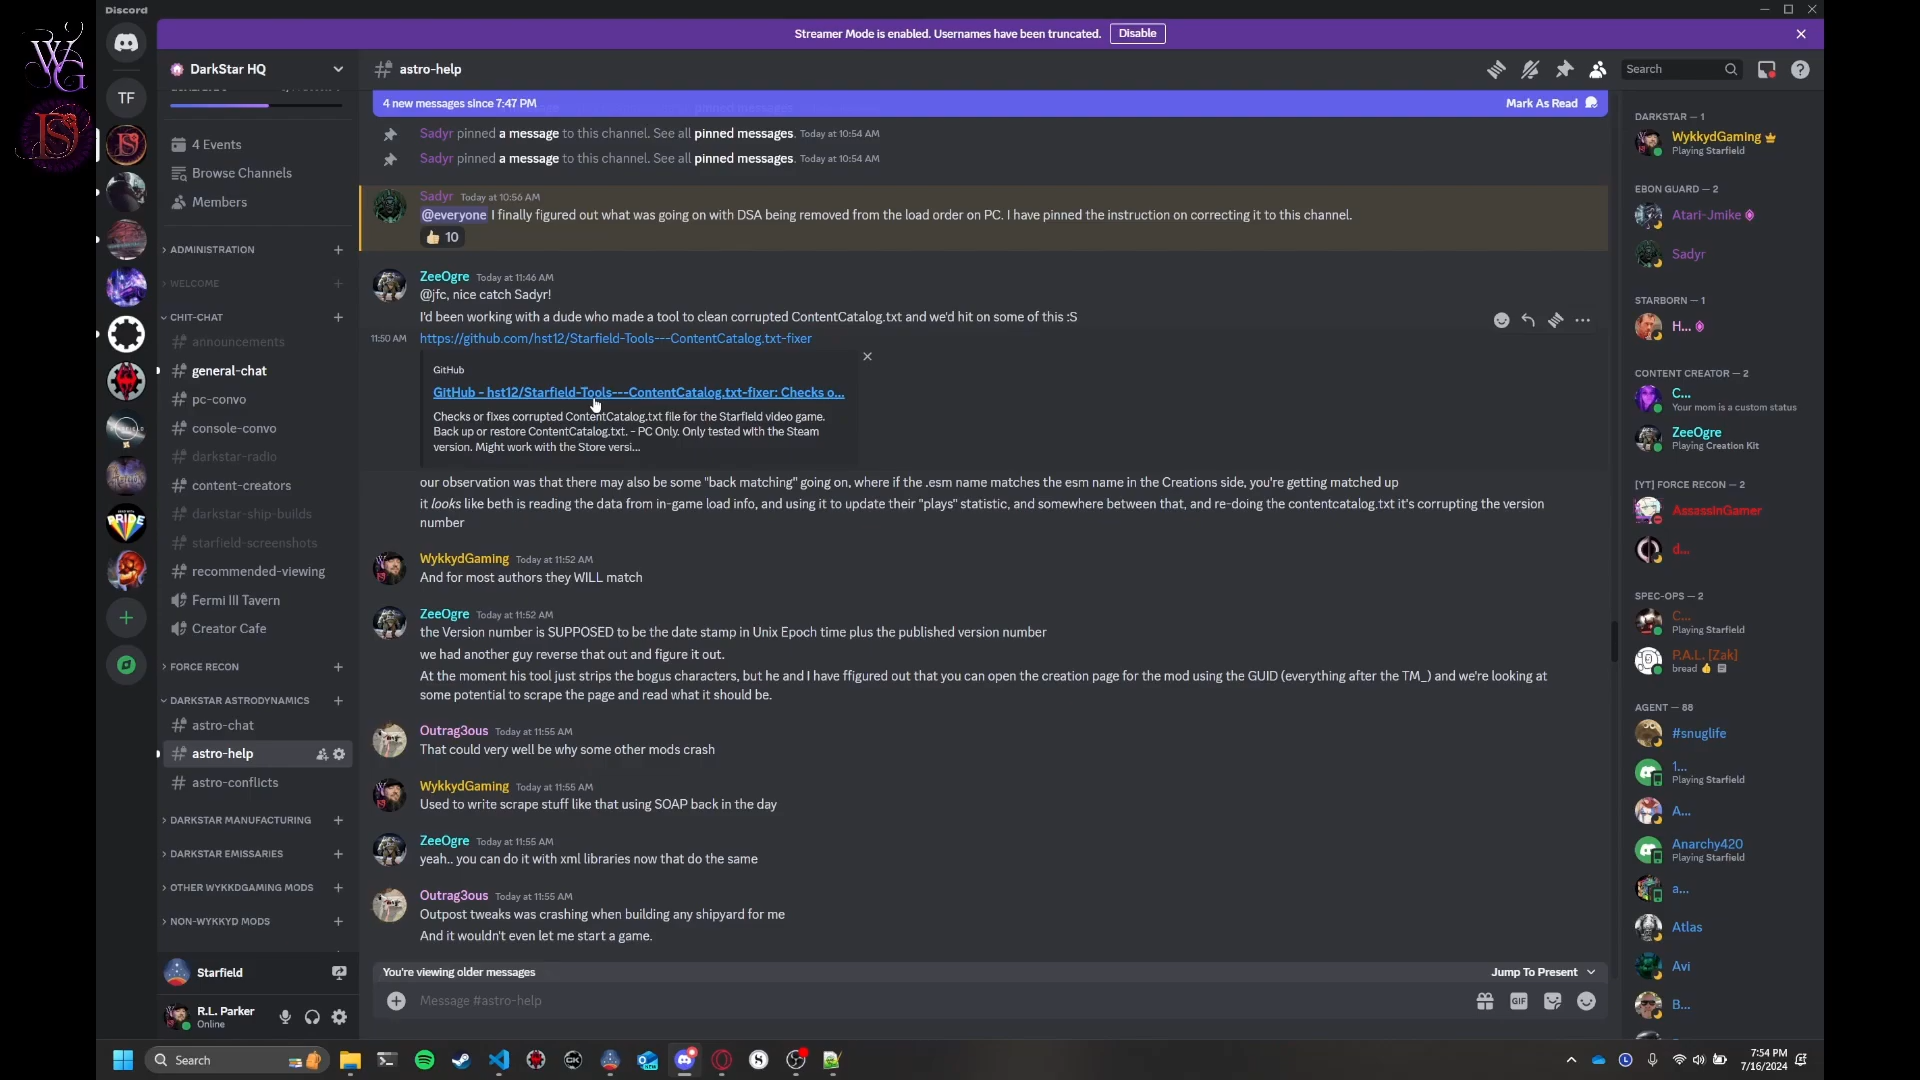 Discord
Streamer Mode is enabled. Usernames have been truncated.
Disable
WG
DS
TF
DarkStar HQ
4 Events
Browse Channels
Members
ADMINISTRATION
WELCOME
CHIT-CHAT
announcements
general-chat
pc-convo
console-convo
darkstar-radio
content-creators
darkstar-ship-builds
starfield-screenshots
recommended-viewing
Fermi III Tavern
Creator Cafe
FORCE RECON
DARKSTAR ASTRODYNAMICS
astro-chat
astro-help
astro-conflicts
DARKSTAR MANUFACTURING
DARKSTAR EMISSARIES
OTHER WYKKDGAMING MODS
NON-WYKKYD MODS
Starfield
R.L. Parker
Online
astro-help
Search
4 new messages since 7:47 PM
Mark As Read
Sadyr pinned a message to this channel. See all pinned messages. Today at 10:54 AM
Sadyr pinned a message to this channel. See all pinned messages. Today at 10:54 AM
Sadyr Today at 10:56 AM
@everyone I finally figured out what was going on with DSA being removed from the load order on PC. I have pinned the instruction on correcting it to this channel.
10
ZeeOgre Today at 11:46 AM
@jfc, nice catch Sadyr!
I'd been working with a dude who made a tool to clean corrupted ContentCatalog.txt and we'd hit on some of this :S
11:50 AM https://github.com/hst12/Starfield-Tools---ContentCatalog.txt-fixer
GitHub
GitHub - hst12/Starfield-Tools---ContentCatalog.txt-fixer: Checks o...
Checks or fixes corrupted ContentCatalog.txt file for the Starfield video game.
Back up or restore ContentCatalog.txt. - PC Only. Only tested with the Steam
version. Might work with the Store versi...
our observation was that there may also be some "back matching" going on, where if the .esm name matches the esm name in the Creations side, you're getting matched up
it looks like beth is reading the data from in-game load info, and using it to update their "plays" statistic, and somewhere between that, and re-doing the contentcatalog.txt it's corrupting the version
number
WykkydGaming Today at 11:52 AM
And for most authors they WILL match
ZeeOgre Today at 11:52 AM
the Version number is SUPPOSED to be the date stamp in Unix Epoch time plus the published version number
we had another guy reverse that out and figure it out.
At the moment his tool just strips the bogus characters, but he and I have ffigured out that you can open the creation page for the mod using the GUID (everything after the TM_) and we're looking at
some potential to scrape the page and read what it should be.
Outrag3ous Today at 11:55 AM
That could very well be why some other mods crash
WykkydGaming Today at 11:55 AM
Used to write scrape stuff like that using SOAP back in the day
ZeeOgre Today at 11:55 AM
yeah.. you can do it with xml libraries now that do the same
Outrag3ous Today at 11:55 AM
Outpost tweaks was crashing when building any shipyard for me
And it wouldn't even let me start a game.
You're viewing older messages
Jump To Present
Message #astro-help
GIF
DARKSTAR — 1
WykkydGaming
Playing Starfield
EBON GUARD — 2
Atari-Jmike
Sadyr
STARBORN — 1
H...
CONTENT CREATOR — 2
C...
Your mom is a custom status
ZeeOgre
Playing Creation Kit
[YT] FORCE RECON — 2
AssassinGamer
d...
SPEC-OPS — 2
C...
Playing Starfield
P.A.L. [Zak]
bread
AGENT — 88
#snuglife
1...
Playing Starfield
A...
Anarchy420
Playing Starfield
a...
Atlas
Avi
B...
Search
7:54 PM
7/16/2024